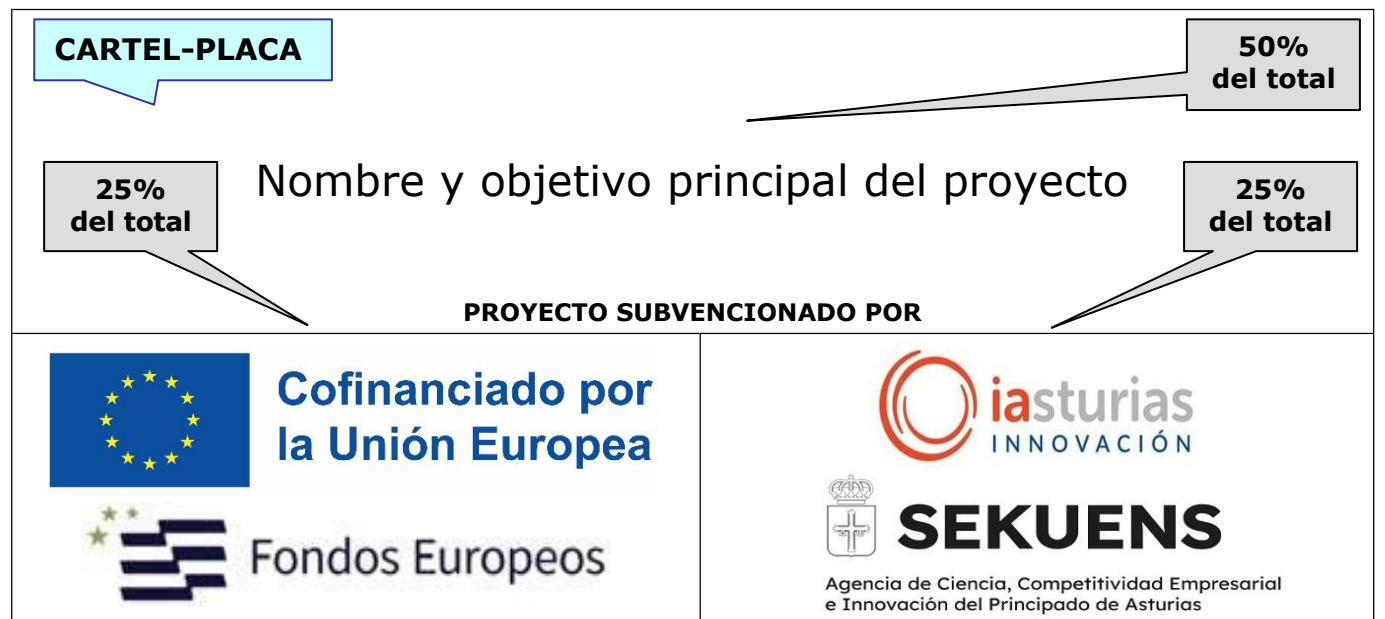 CARTEL-PLACA
50%
del total
Nombre y objetivo principal del proyecto
25%
del total
25%
del total
PROYECTO SUBVENCIONADO POR
Cofinanciado por
la Unión Europea
Fondos Europeos
iasturias
INNOVACIÓN
SEKUENS
Agencia de Ciencia, Competitividad Empresarial
e Innovación del Principado de Asturias